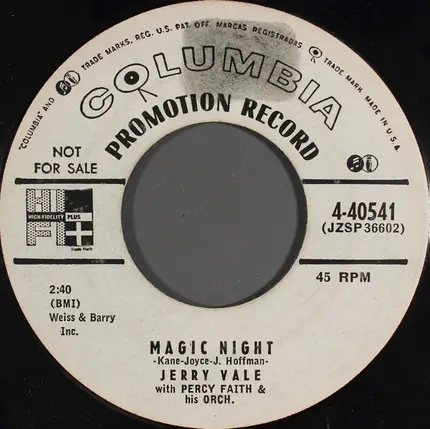 "COLUMBIA" AND TRADE MARKS, REG. U.S. PAT. OFF. MARCAS REGISTRADAS TRADE MARK MADE IN U.S.A
COLUMBIA
PROMOTION RECORD
NOT
FOR SALE
HI
HIGH-FIDELITY PLUS
FI
Trade Mark
4-40541
(JZSP 36602)
45 RPM
2:40
(BMI)
Weiss & Barry
Inc.
MAGIC NIGHT
-Kane-Joyce-J. Hoffman-
JERRY VALE
with PERCY FAITH &
his ORCH.